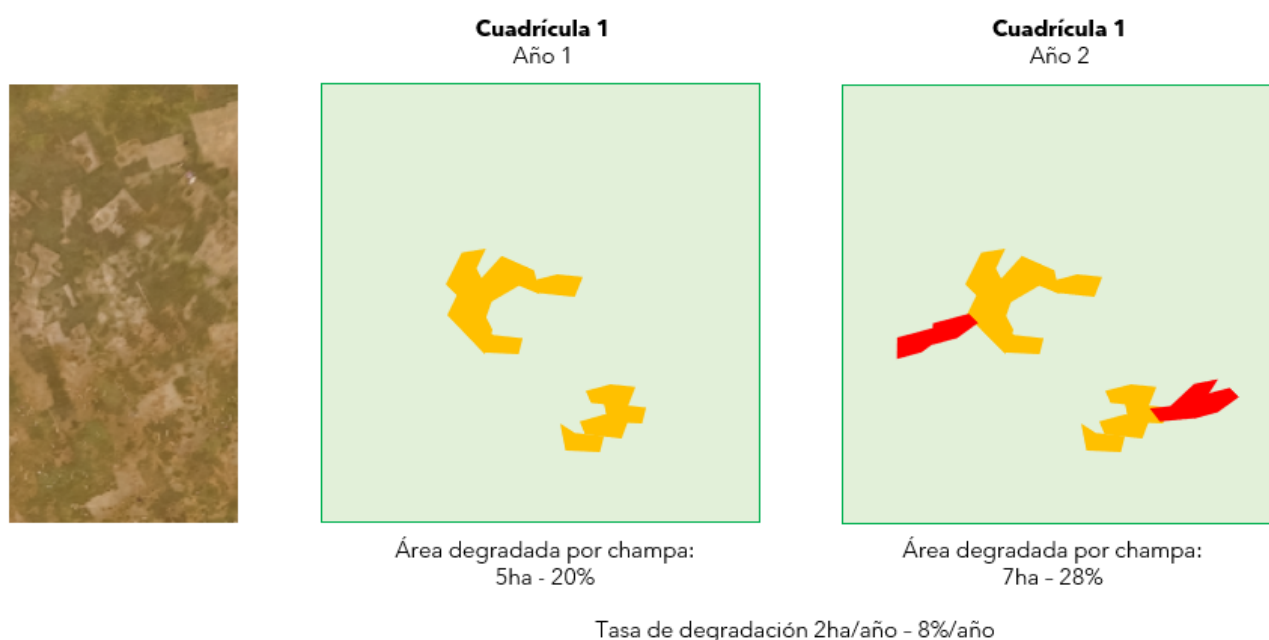 Cuadrícula 1
Año 1
Cuadrícula 1
Año 2
Área degradada por champa:
5ha - 20%
Área degradada por champa:
7ha – 28%
Tasa de degradación 2ha/año – 8%/año